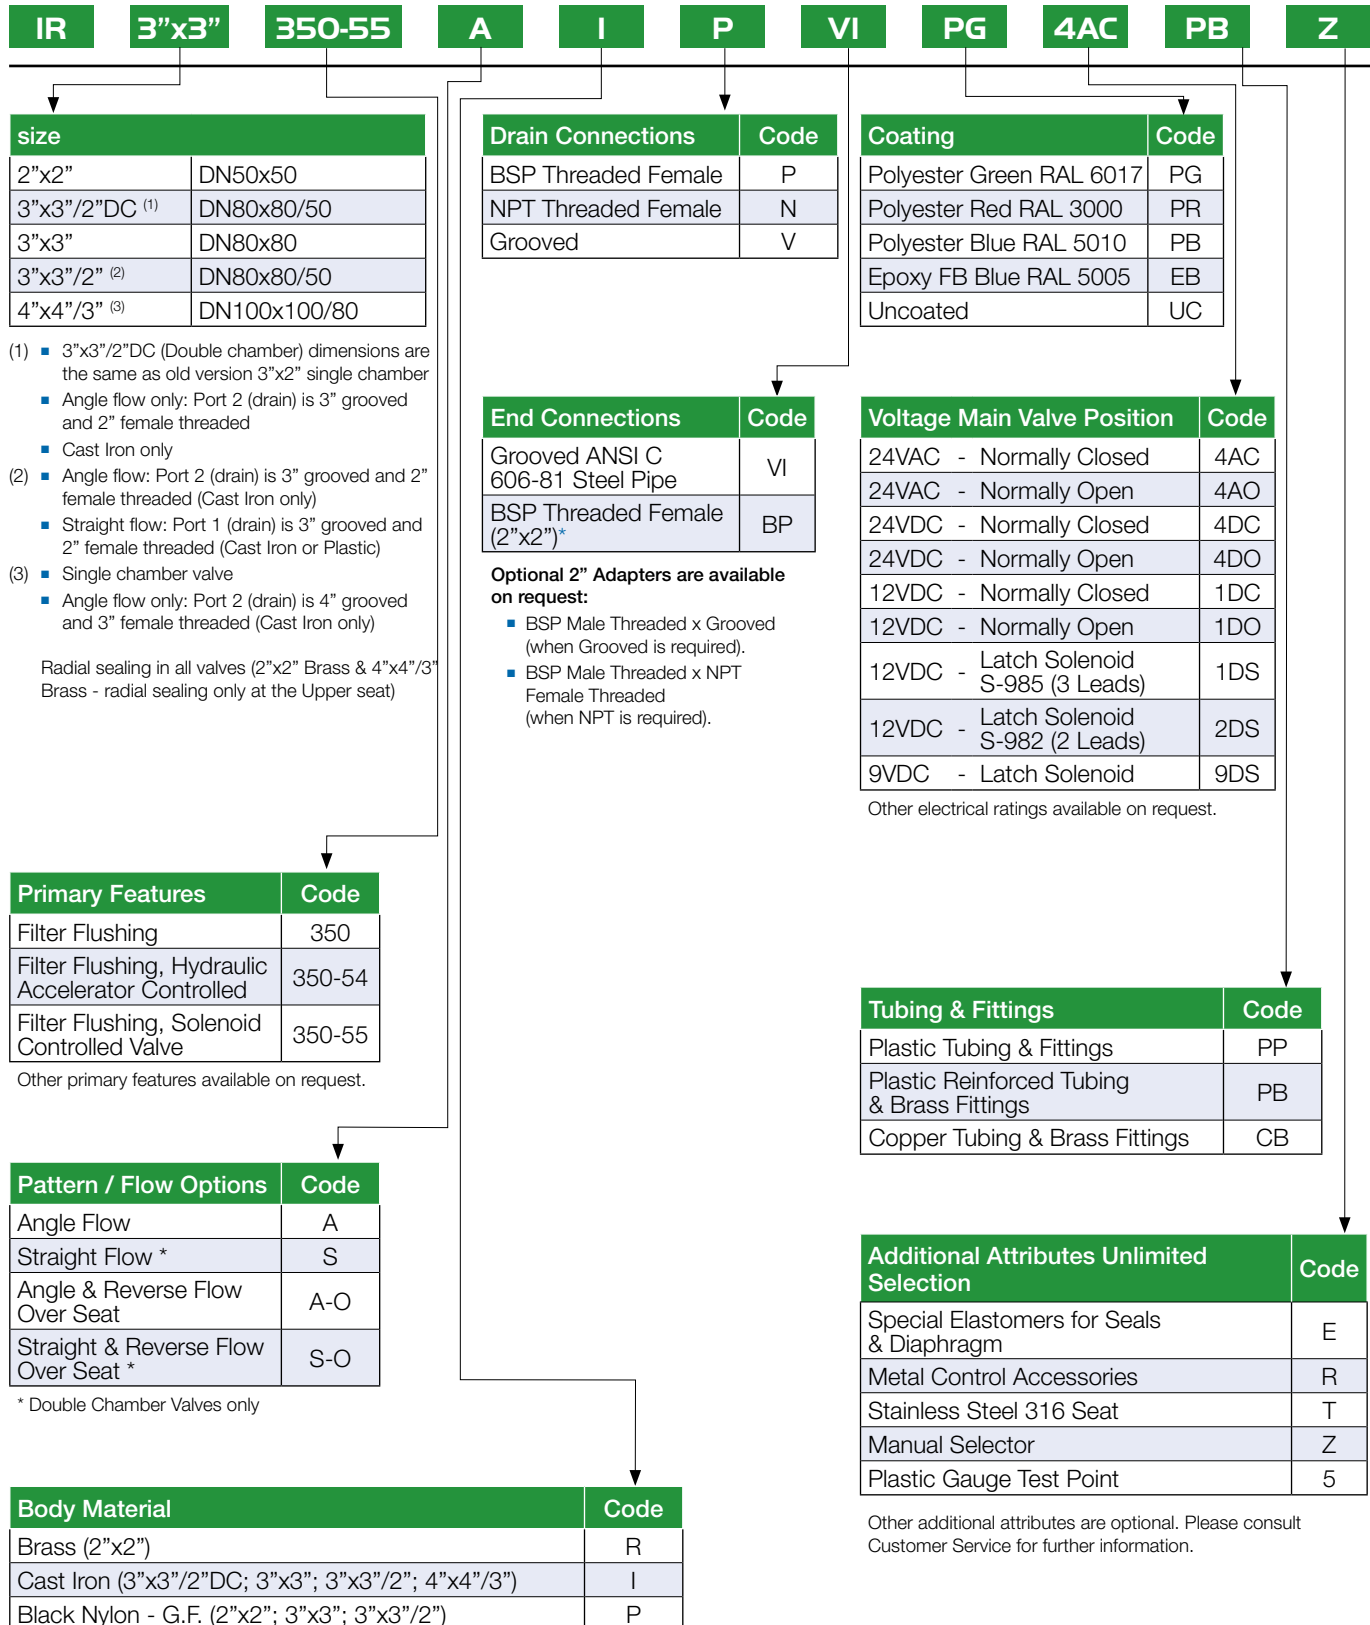 IR 3”x3” 350-55 A I P VI PG 4AC PB Z
size
2”x2” DN50x50
3”x3”/2”DC (1) DN80x80/50
3”x3” DN80x80
3”x3”/2” (2) DN80x80/50
4”x4”/3” (3) DN100x100/80
(1) ■ 3”x3”/2”DC (Double chamber) dimensions are
the same as old version 3”x2” single chamber
■ Angle flow only: Port 2 (drain) is 3” grooved
and 2” female threaded
■ Cast Iron only
(2) ■ Angle flow: Port 2 (drain) is 3” grooved and 2”
female threaded (Cast Iron only)
■ Straight flow: Port 1 (drain) is 3” grooved and
2” female threaded (Cast Iron or Plastic)
(3) ■ Single chamber valve
■ Angle flow only: Port 2 (drain) is 4” grooved
and 3” female threaded (Cast Iron only)
Radial sealing in all valves (2”x2” Brass & 4”x4”/3”
Brass - radial sealing only at the Upper seat)
Primary Features Code
Filter Flushing 350
Filter Flushing, Hydraulic
Accelerator Controlled 350-54
Filter Flushing, Solenoid
Controlled Valve 350-55
Other primary features available on request.
Pattern / Flow Options Code
Angle Flow A
Straight Flow * S
Angle & Reverse Flow
Over Seat A-O
Straight & Reverse Flow
Over Seat * S-O
* Double Chamber Valves only
Body Material Code
Brass (2”x2”) R
Cast Iron (3”x3”/2”DC; 3”x3”; 3”x3”/2”; 4”x4”/3”) I
Black Nylon - G.F. (2”x2”; 3”x3”; 3”x3”/2”) P
Drain Connections Code
BSP Threaded Female P
NPT Threaded Female N
Grooved V
End Connections Code
Grooved ANSI C
606-81 Steel Pipe VI
BSP Threaded Female
(2”x2”)* BP
Optional 2” Adapters are available
on request:
■ BSP Male Threaded x Grooved
(when Grooved is required).
■ BSP Male Threaded x NPT
Female Threaded
(when NPT is required).
Coating Code
Polyester Green RAL 6017 PG
Polyester Red RAL 3000 PR
Polyester Blue RAL 5010 PB
Epoxy FB Blue RAL 5005 EB
Uncoated UC
Voltage Main Valve Position Code
24VAC - Normally Closed 4AC
24VAC - Normally Open 4AO
24VDC - Normally Closed 4DC
24VDC - Normally Open 4DO
12VDC - Normally Closed 1DC
12VDC - Normally Open 1DO
12VDC - Latch Solenoid
S-985 (3 Leads) 1DS
12VDC - Latch Solenoid
S-982 (2 Leads) 2DS
9VDC - Latch Solenoid 9DS
Other electrical ratings available on request.
Tubing & Fittings Code
Plastic Tubing & Fittings PP
Plastic Reinforced Tubing
& Brass Fittings PB
Copper Tubing & Brass Fittings CB
Additional Attributes Unlimited
Selection Code
Special Elastomers for Seals
& Diaphragm E
Metal Control Accessories R
Stainless Steel 316 Seat T
Manual Selector Z
Plastic Gauge Test Point 5
Other additional attributes are optional. Please consult
Customer Service for further information.